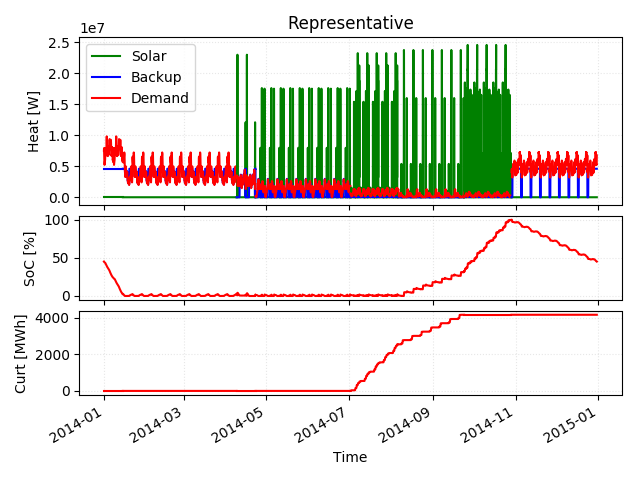 Representative
1e7
Heat [W]
2.5
2.0
1.5
1.0
0.5
0.0
Solar
Backup
Demand
SoC [%]
100
50
0
Curt [MWh]
4000
2000
0
2014-01
2014-03
2014-05
2014-07
2014-09
2014-11
2015-01
Time